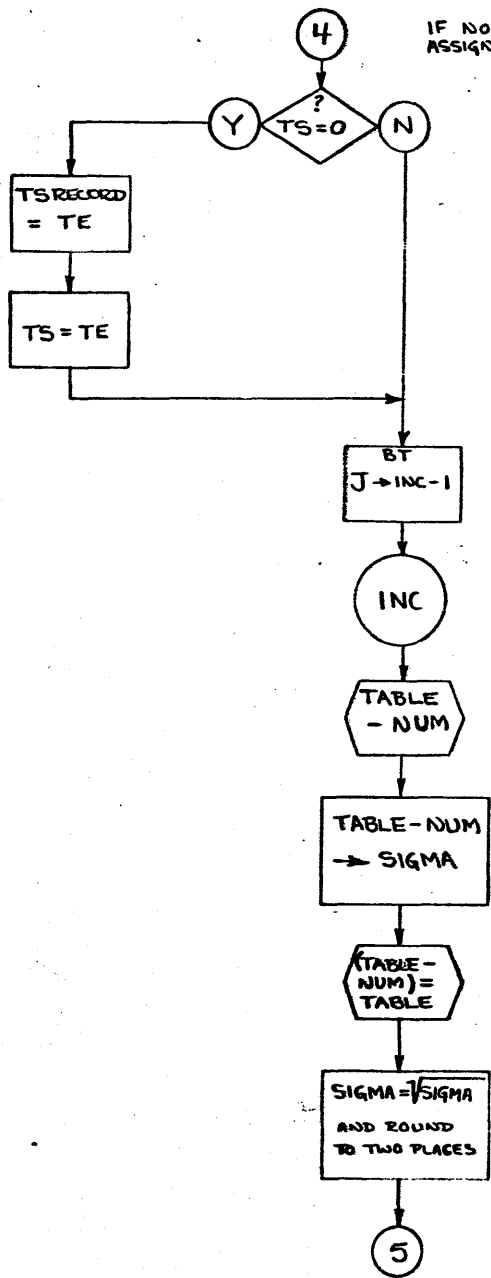 4
IF NO
ASSIGN
?
TS=0
Y
N
TS RECORD
= TE
TS = TE
BT
J → INC-1
INC
TABLE
- NUM
TABLE-NUM
→ SIGMA
(TABLE-
NUM) =
TABLE
SIGMA = √SIGMA
AND ROUND
TO TWO PLACES
5